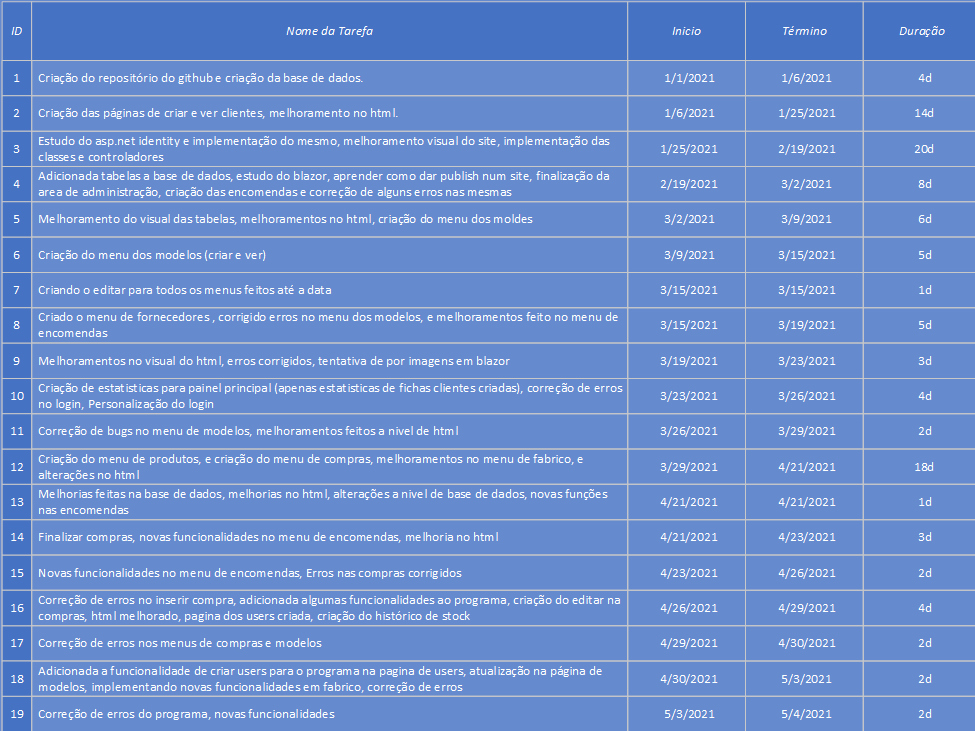 ID Nome da Tarefa Inicio Término Duração
1 Criação do repositório do github e criação da base de dados. 1/1/2021 1/6/2021 4d
2 Criação das páginas de criar e ver clientes, melhoramento no html. 1/6/2021 1/25/2021 14d
3 Estudo do asp.net identity e implementação do mesmo, melhoramento visual do site, implementação das
classes e controladores 1/25/2021 2/19/2021 20d
4 Adicionada tabelas a base de dados, estudo do blazor, aprender como dar publish num site, finalização da
area de administração, criação das encomendas e correção de alguns erros nas mesmas 2/19/2021 3/2/2021 8d
5 Melhoramento do visual das tabelas, melhoramentos no html, criação do menu dos moldes 3/2/2021 3/9/2021 6d
6 Criação do menu dos modelos (criar e ver) 3/9/2021 3/15/2021 5d
7 Criando o editar para todos os menus feitos até a data 3/15/2021 3/15/2021 1d
8 Criado o menu de fornecedores , corrigido erros no menu dos modelos, e melhoramentos feito no menu de
encomendas 3/15/2021 3/19/2021 5d
9 Melhoramentos no visual do html, erros corrigidos, tentativa de por imagens em blazor 3/19/2021 3/23/2021 3d
10 Criação de estatisticas para painel principal (apenas estatisticas de fichas clientes criadas), correção de erros
no login, Personalização do login 3/23/2021 3/26/2021 4d
11 Correção de bugs no menu de modelos, melhoramentos feitos a nivel de html 3/26/2021 3/29/2021 2d
12 Criação do menu de produtos, e criação do menu de compras, melhoramentos no menu de fabrico, e
alterações no html 3/29/2021 4/21/2021 18d
13 Melhorias feitas na base de dados, melhorias no html, alterações a nivel de base de dados, novas funções
nas encomendas 4/21/2021 4/21/2021 1d
14 Finalizar compras, novas funcionalidades no menu de encomendas, melhoria no html 4/21/2021 4/23/2021 3d
15 Novas funcionalidades no menu de encomendas, Erros nas compras corrigidos 4/23/2021 4/26/2021 2d
16 Correção de erros no inserir compra, adicionada algumas funcionalidades ao programa, criação do editar na
compras, html melhorado, pagina dos users criada, criação do histórico de stock 4/26/2021 4/29/2021 4d
17 Correção de erros nos menus de compras e modelos 4/29/2021 4/30/2021 2d
18 Adicionada a funcionalidade de criar users para o programa na pagina de users, atualização na página de
modelos, implementando novas funcionalidades em fabrico, correção de erros 4/30/2021 5/3/2021 2d
19 Correção de erros do programa, novas funcionalidades 5/3/2021 5/4/2021 2d